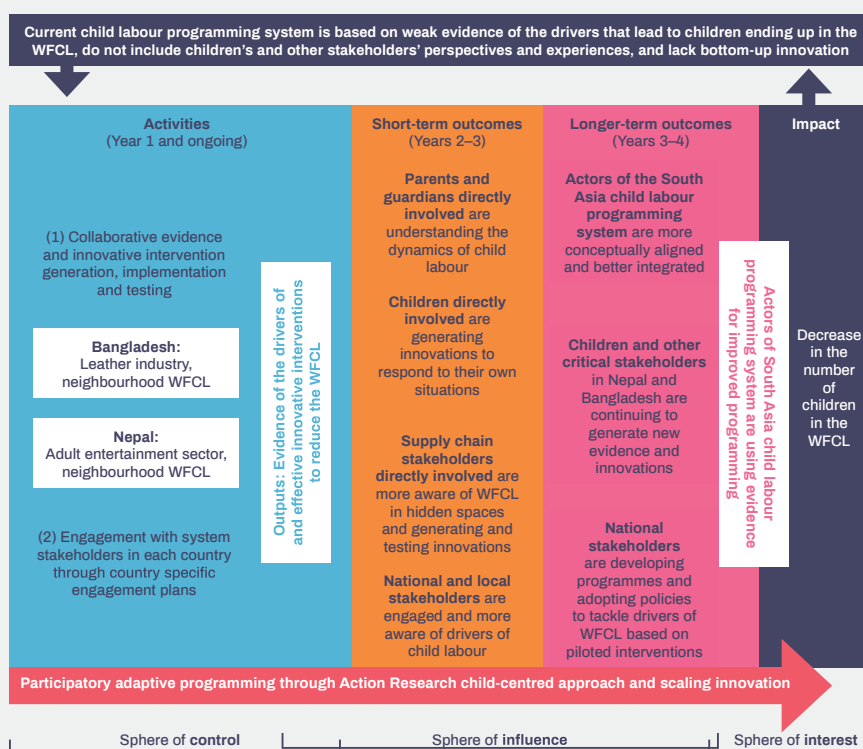 Current child labour programming system is based on weak evidence of the drivers that lead to children ending up in the
WFCL, do not include children’s and other stakeholders’ perspectives and experiences, and lack bottom-up innovation
Activities
(Year 1 and ongoing)
(1) Collaborative evidence
and innovative intervention
generation, implementation
and testing
Bangladesh:
Leather industry,
neighbourhood WFCL
Nepal:
Adult entertainment sector,
neighbourhood WFCL
(2) Engagement with system
stakeholders in each country
through country specific
engagement plans
Outputs: Evidence of the drivers of
and effective innovative interventions
to reduce the WFCL
Short-term outcomes
(Years 2–3)
Parents and
guardians directly
involved are
understanding the
dynamics of child
labour
Children directly
involved are
generating
innovations to
respond to their own
situations
Supply chain
stakeholders
directly involved are
more aware of WFCL
in hidden spaces
and generating and
testing innovations
National and local
stakeholders are
engaged and more
aware of drivers of
child labour
Longer-term outcomes
(Years 3–4)
Actors of the South
Asia child labour
programming
system are more
conceptually aligned
and better integrated
Children and other
critical stakeholders
in Nepal and
Bangladesh are
continuing to
generate new
evidence and
innovations
National
stakeholders
are developing
programmes and
adopting policies
to tackle drivers of
WFCL based on
piloted interventions
Actors of South Asia child labour
programming system are using evidence
for improved programming
Impact
Decrease
in the
number
of
children
in the
WFCL
Participatory adaptive programming through Action Research child-centred approach and scaling innovation
Sphere of control
Sphere of influence
Sphere of interest